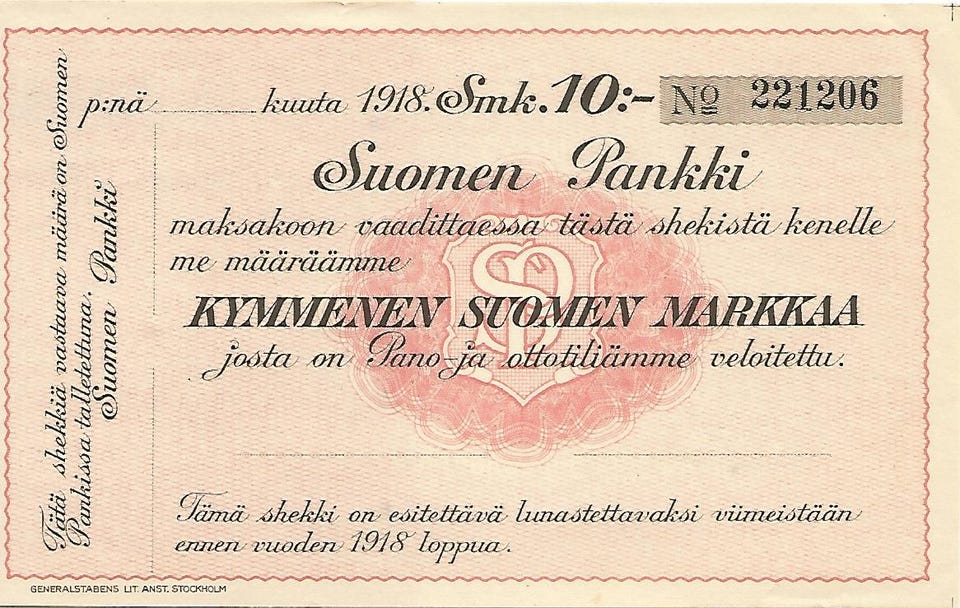 Tätä shekkiä vastaava määrä on Suomen
Pankissa talletettuna.
Suomen Pankki
p:nä kuuta 1918. Smk. 10:- Nº 221206
Suomen Pankki
maksakoon vaadittaessa tästä shekistä kenelle
me määräämme
KYMMENEN SUOMEN MARKKAA
josta on Pano-ja ottotiliämme veloitettu.
SP
Tämä shekki on esitettävä lunastettavaksi viimeistään
ennen vuoden 1918 loppua.
GENERALSTABENS LIT. ANST. STOCKHOLM